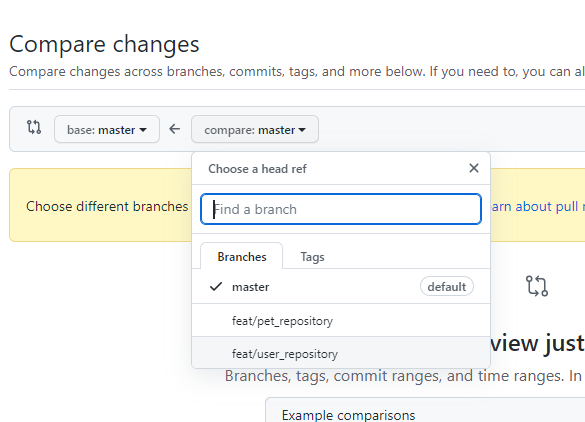 Compare changes
Compare changes across branches, commits, tags, and more below. If you need to, you can al
base: master
compare: master
Choose a head ref
Choose different branches
arn about pull r
Find a branch
Branches
Tags
master
default
feat/pet_repository
feat/user_repository
view just
Branches, tags, commit ranges, and time ranges. In
Example comparisons